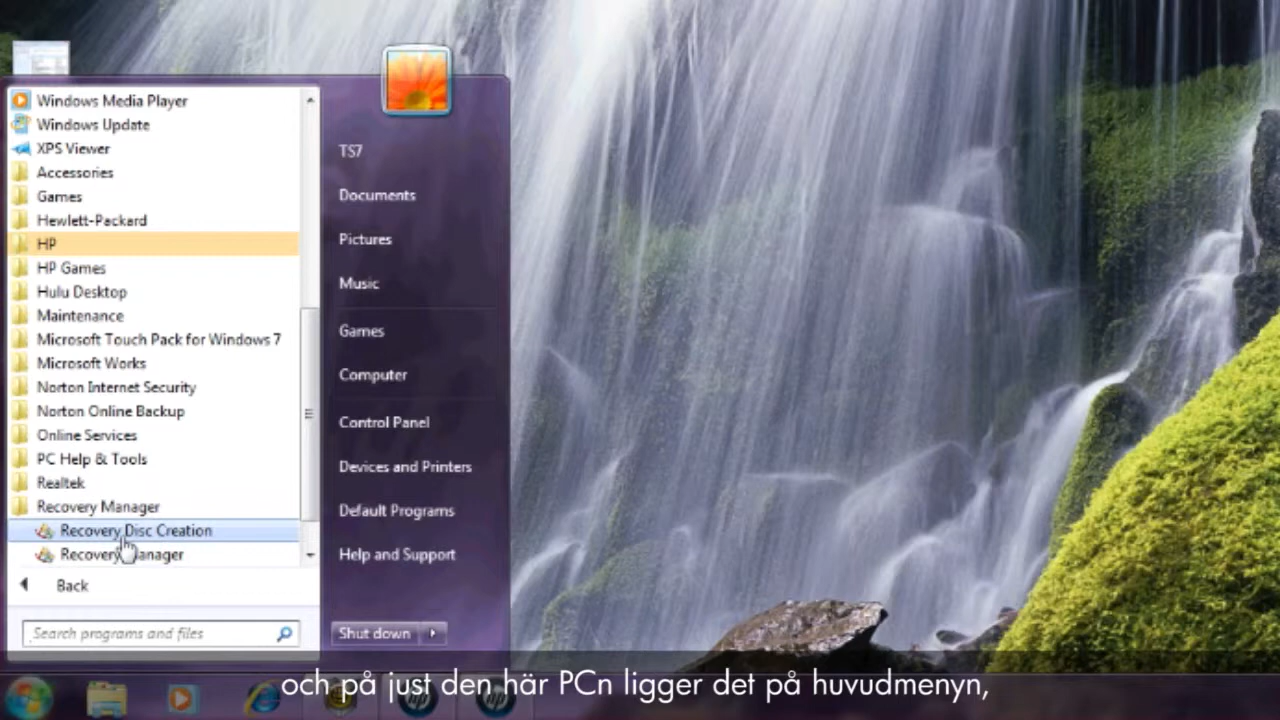 Windows Media Player
Windows Update
XPS Viewer
Accessories
Games
Hewlett-Packard
HP
HP Games
Hulu Desktop
Maintenance
Microsoft Touch Pack for Windows 7
Microsoft Works
Norton Internet Security
Norton Online Backup
Online Services
PC Help & Tools
Realtek
Recovery Manager
Recovery Disc Creation
Recovery Manager
Back
Search programs and files
TS7
Documents
Pictures
Music
Games
Computer
Control Panel
Devices and Printers
Default Programs
Help and Support
Shut down
och på just den här PCn ligger det på huvudmenyn,